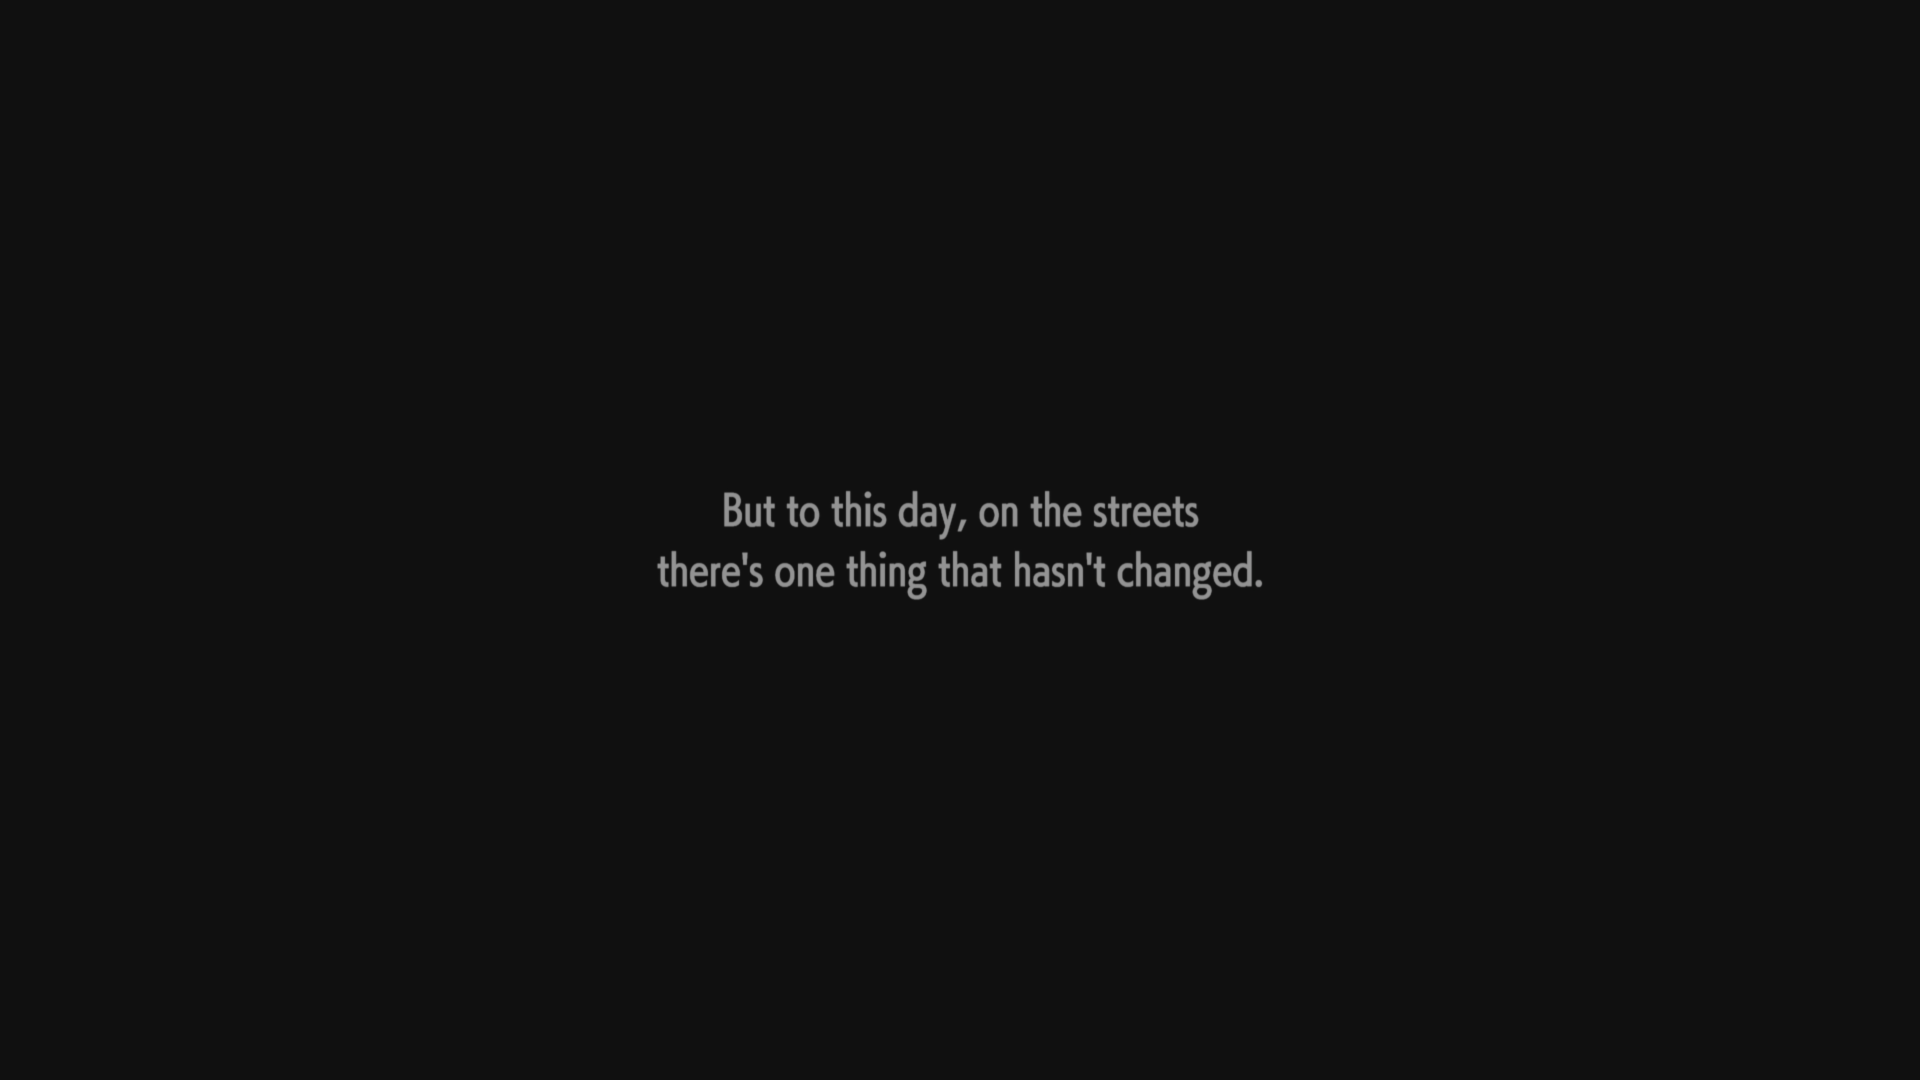 But to this day, on the streets
there's one thing that hasn't changed.